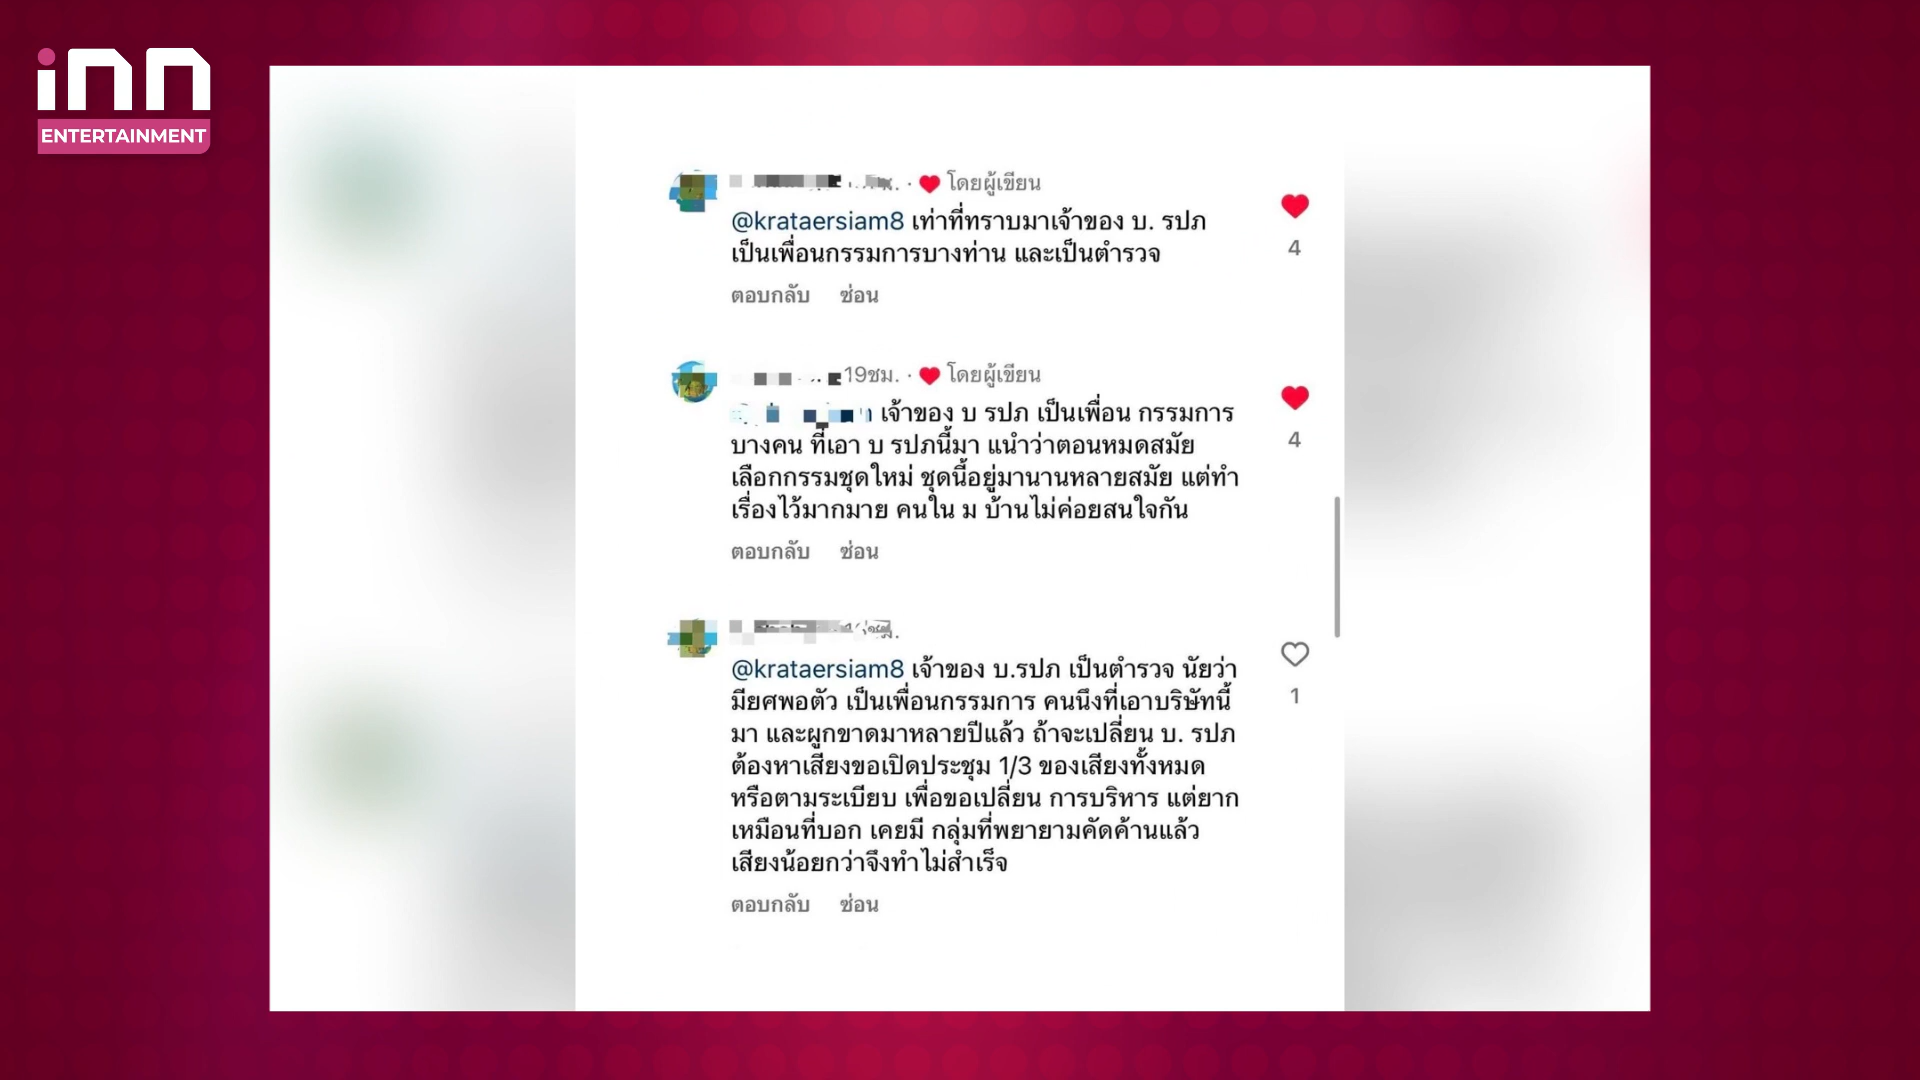 inn
ENTERTAINMENT
· โดยผู้เขียน
@krataersiam8 เท่าที่ทราบมาเจ้าของ บ. รปภ
เป็นเพื่อนกรรมการบางท่าน และเป็นตำรวจ
4
ตอบกลับ ซ่อน
19ชม. · โดยผู้เขียน
เจ้าของ บ รปภ เป็นเพื่อน กรรมการ
บางคน ที่เอา บ รปภนี้มา แนำว่าตอนหมดสมัย
4
เลือกกรรมชุดใหม่ ชุดนี้อยู่มานานหลายสมัย แต่ทำ
เรื่องไว้มากมาย คนใน ม บ้านไม่ค่อยสนใจกัน
ตอบกลับ ซ่อน
@krataersiam8 เจ้าของ บ.รปภ เป็นตำรวจ นัยว่า
มียศพอตัว เป็นเพื่อนกรรมการ คนนึงที่เอาบริษัทนี้
1
มา และผูกขาดมาหลายปีแล้ว ถ้าจะเปลี่ยน บ. รปภ
ต้องหาเสียงขอเปิดประชุม 1/3 ของเสียงทั้งหมด
หรือตามระเบียบ เพื่อขอเปลี่ยน การบริหาร แต่ยาก
เหมือนที่บอก เคยมี กลุ่มที่พยายามคัดค้านแล้ว
เสียงน้อยกว่าจึงทำไม่สำเร็จ
ตอบกลับ ซ่อน